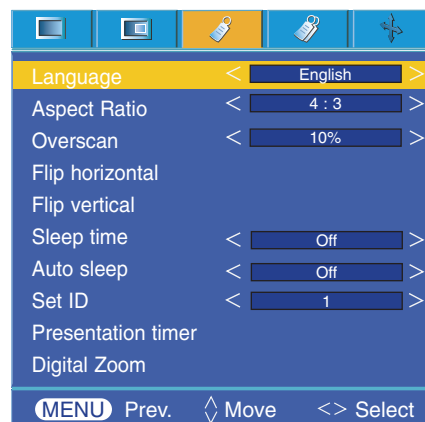 Language < English >
Aspect Ratio < 4 : 3 >
Overscan < 10% >
Flip horizontal
Flip vertical
Sleep time < Off >
Auto sleep < Off >
Set ID < 1 >
Presentation timer
Digital Zoom
MENU Prev. Move <> Select